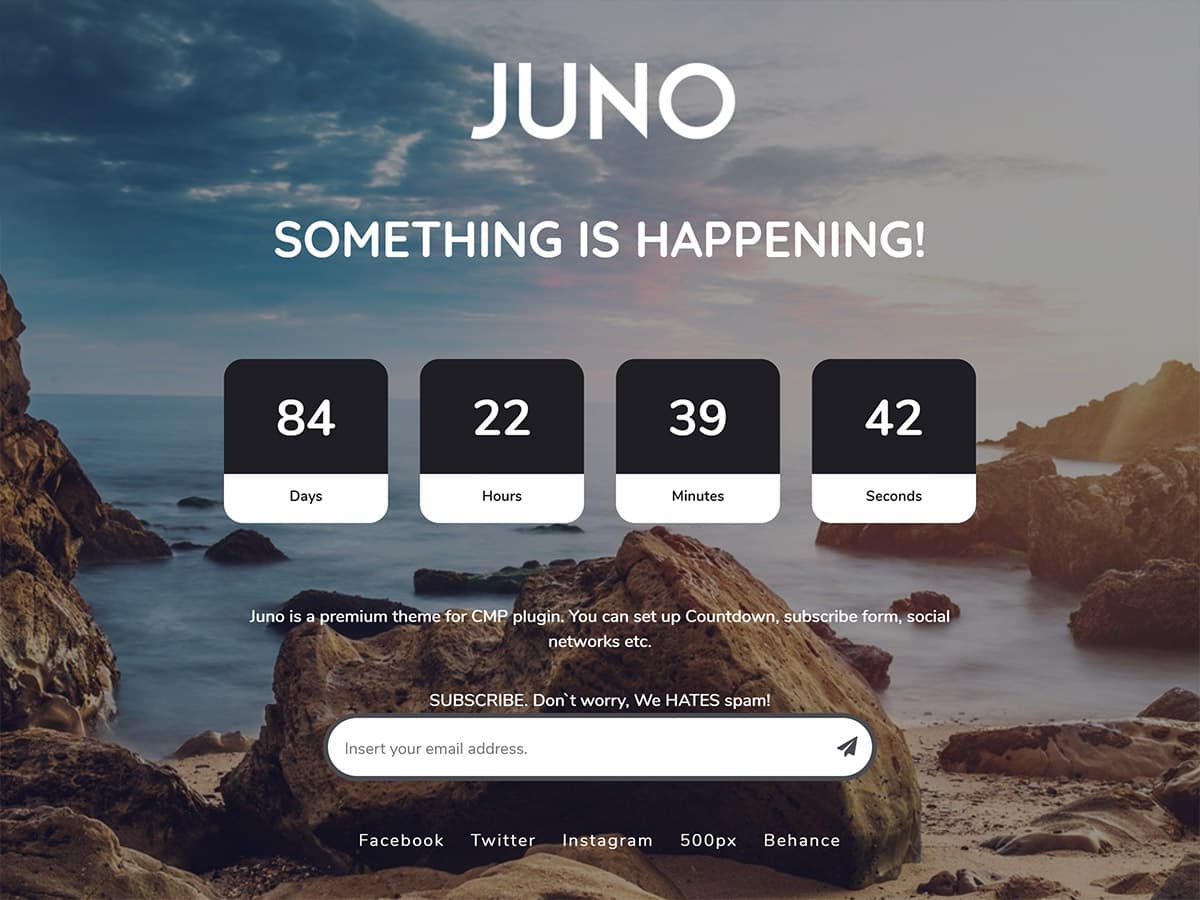 JUNO
SOMETHING IS HAPPENING!
84 22 39 42
Days Hours Minutes Seconds
Juno is a premium theme for CMP plugin. You can set up Countdown, subscribe form, social
networks etc.
SUBSCRIBE. Don`t worry, We HATES spam!
Insert your email address.
Facebook Twitter Instagram 500px Behance